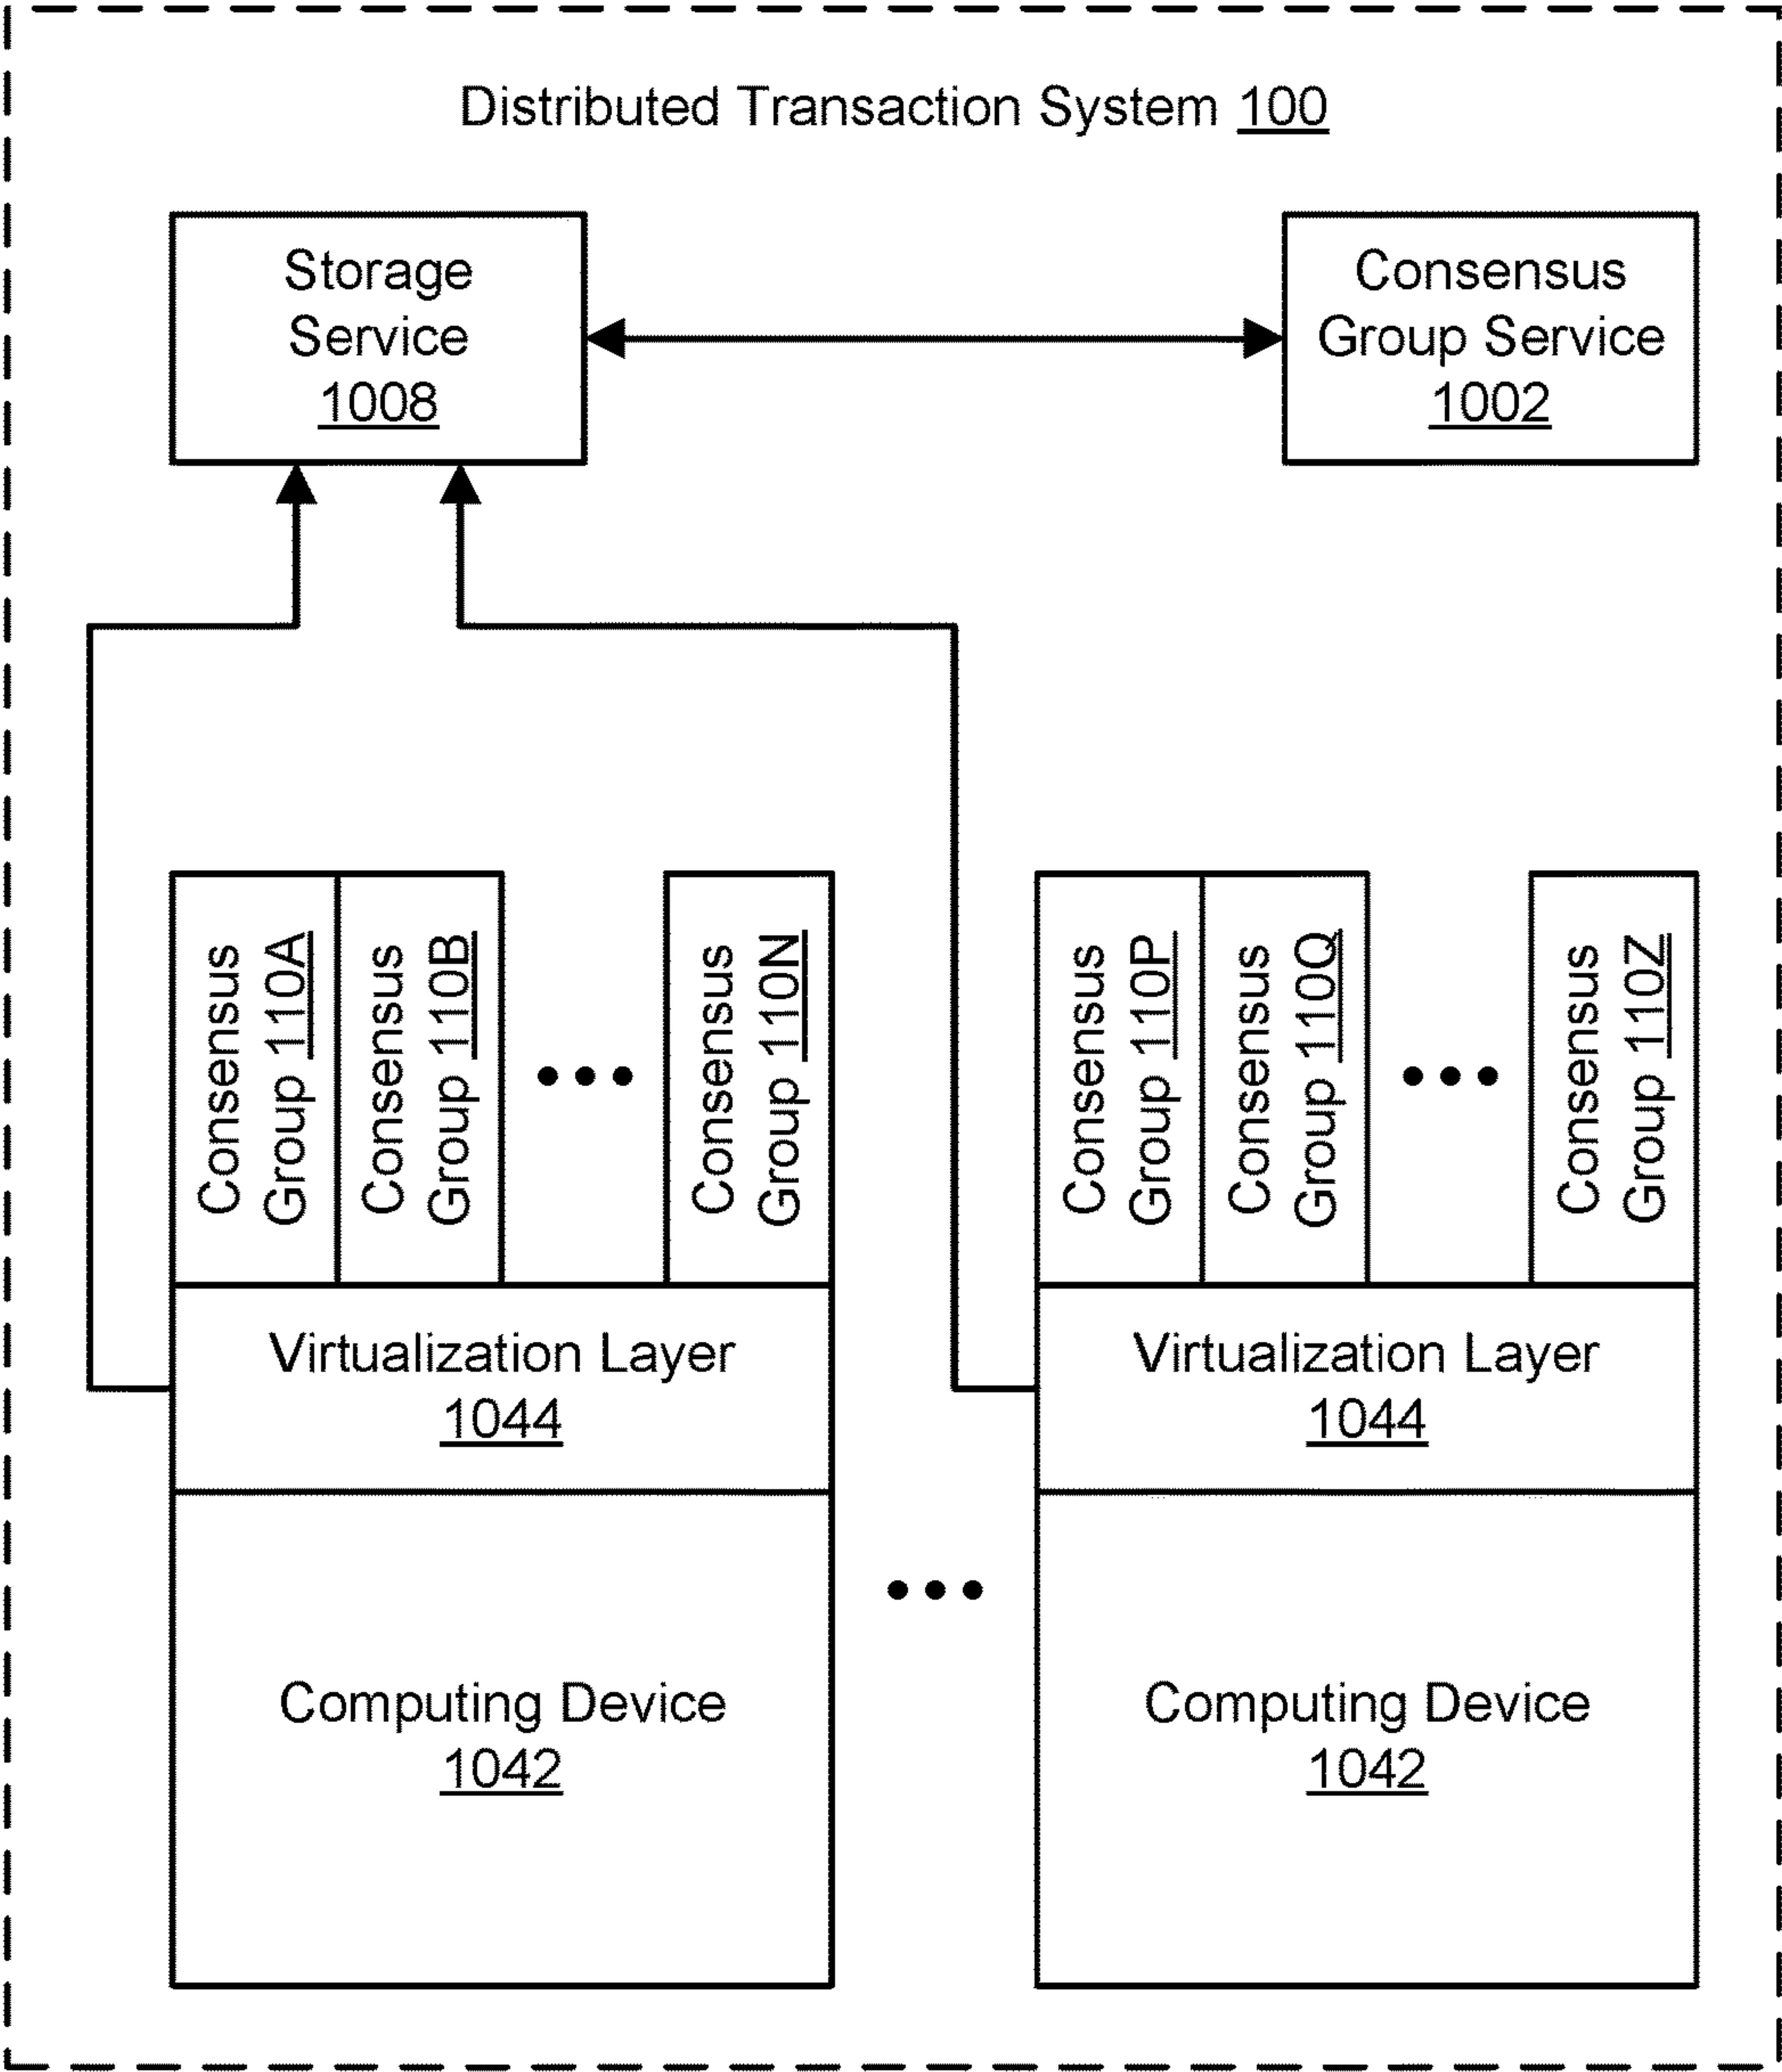 Distributed Transaction System 100
Storage
Service
1008
Consensus
Group Service
1002
Consensus
Group 110A
Consensus
Group 110B
Consensus
Group 110N
Consensus
Group 110P
Consensus
Group 110Q
Consensus
Group 110Z
Virtualization Layer
1044
Virtualization Layer
1044
Computing Device
1042
Computing Device
1042